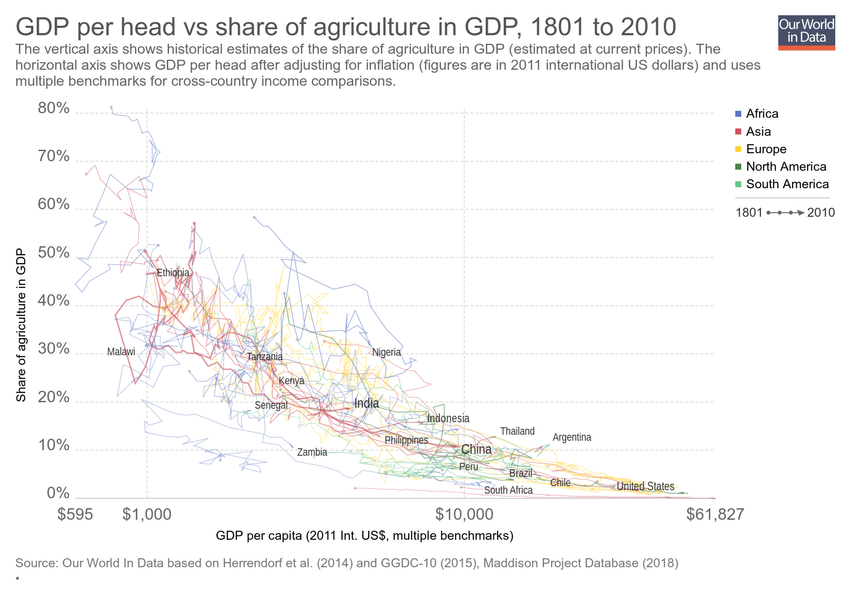 GDP per head vs share of agriculture in GDP, 1801 to 2010
Our World
in Data
The vertical axis shows historical estimates of the share of agriculture in GDP (estimated at current prices). The
horizontal axis shows GDP per head after adjusting for inflation (figures are in 2011 international US dollars) and uses
multiple benchmarks for cross-country income comparisons.
80%
70%
60%
50%
40%
30%
20%
10%
0%
Share of agriculture in GDP
Africa
Asia
Europe
North America
South America
1801 2010
Ethiopia
Malawi
Tanzania
Nigeria
Kenya
Senegal
India
Indonesia
Thailand
Argentina
Philippines
China
Zambia
Peru
Brazil
Chile
United States
South Africa
$595
$1,000
$10,000
$61,827
GDP per capita (2011 Int. US$, multiple benchmarks)
Source: Our World In Data based on Herrendorf et al. (2014) and GGDC-10 (2015), Maddison Project Database (2018)
•